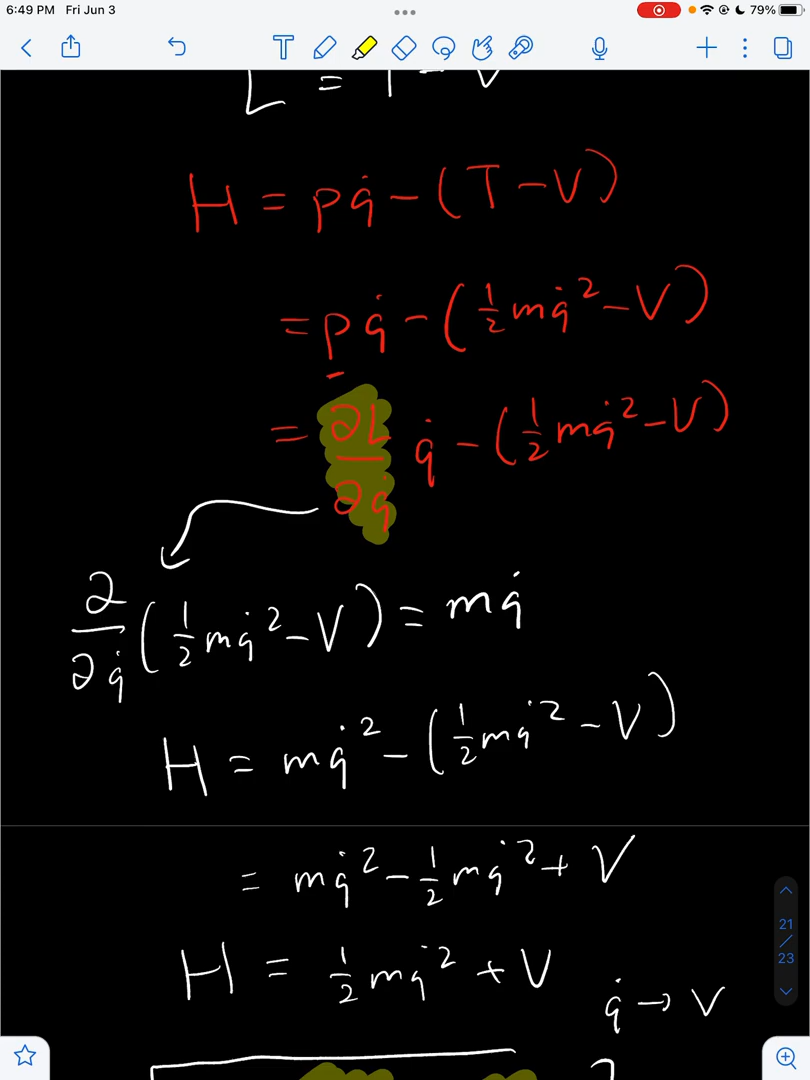 6:49 PM Fri Jun 3
79%
T
L = T - V
H = pq̇ - (T - V)
= pq̇ - (½mq̇² - V)
= ∂L/∂q̇ q̇ - (½mq̇² - V)
∂/∂q̇ (½mq̇² - V) = mq̇
H = mq̇² - (½mq̇² - V)
= mq̇² - ½mq̇² + V
H = ½mq̇² + V
q̇ → V
21
/
23